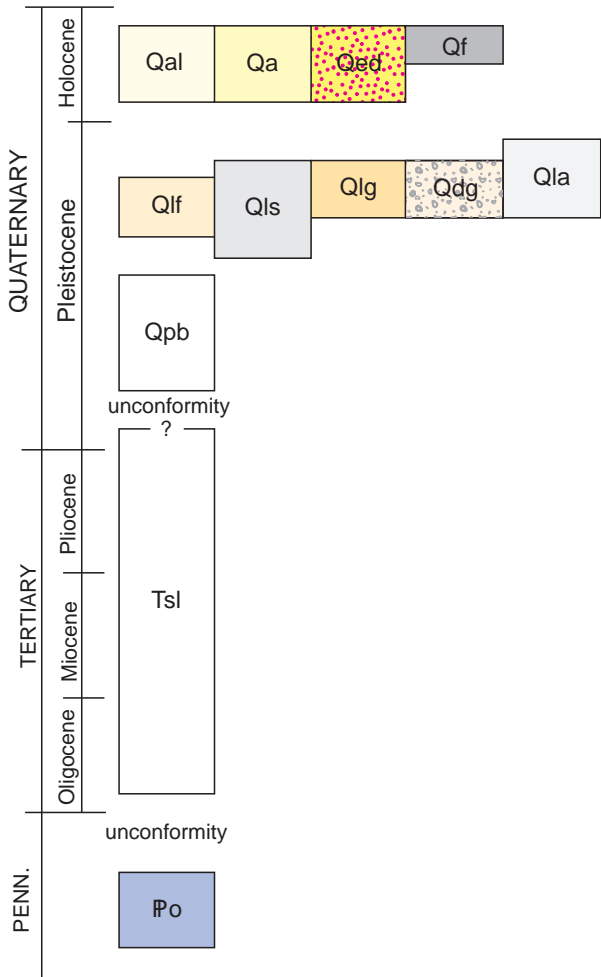 QUATERNARY
Holocene
Qal
Qa
Qed
Qf
Pleistocene
Qlf
Qls
Qlg
Qdg
Qla
Qpb
unconformity
?
TERTIARY
Pliocene
Miocene
Oligocene
Tsl
unconformity
PENN.
IPo